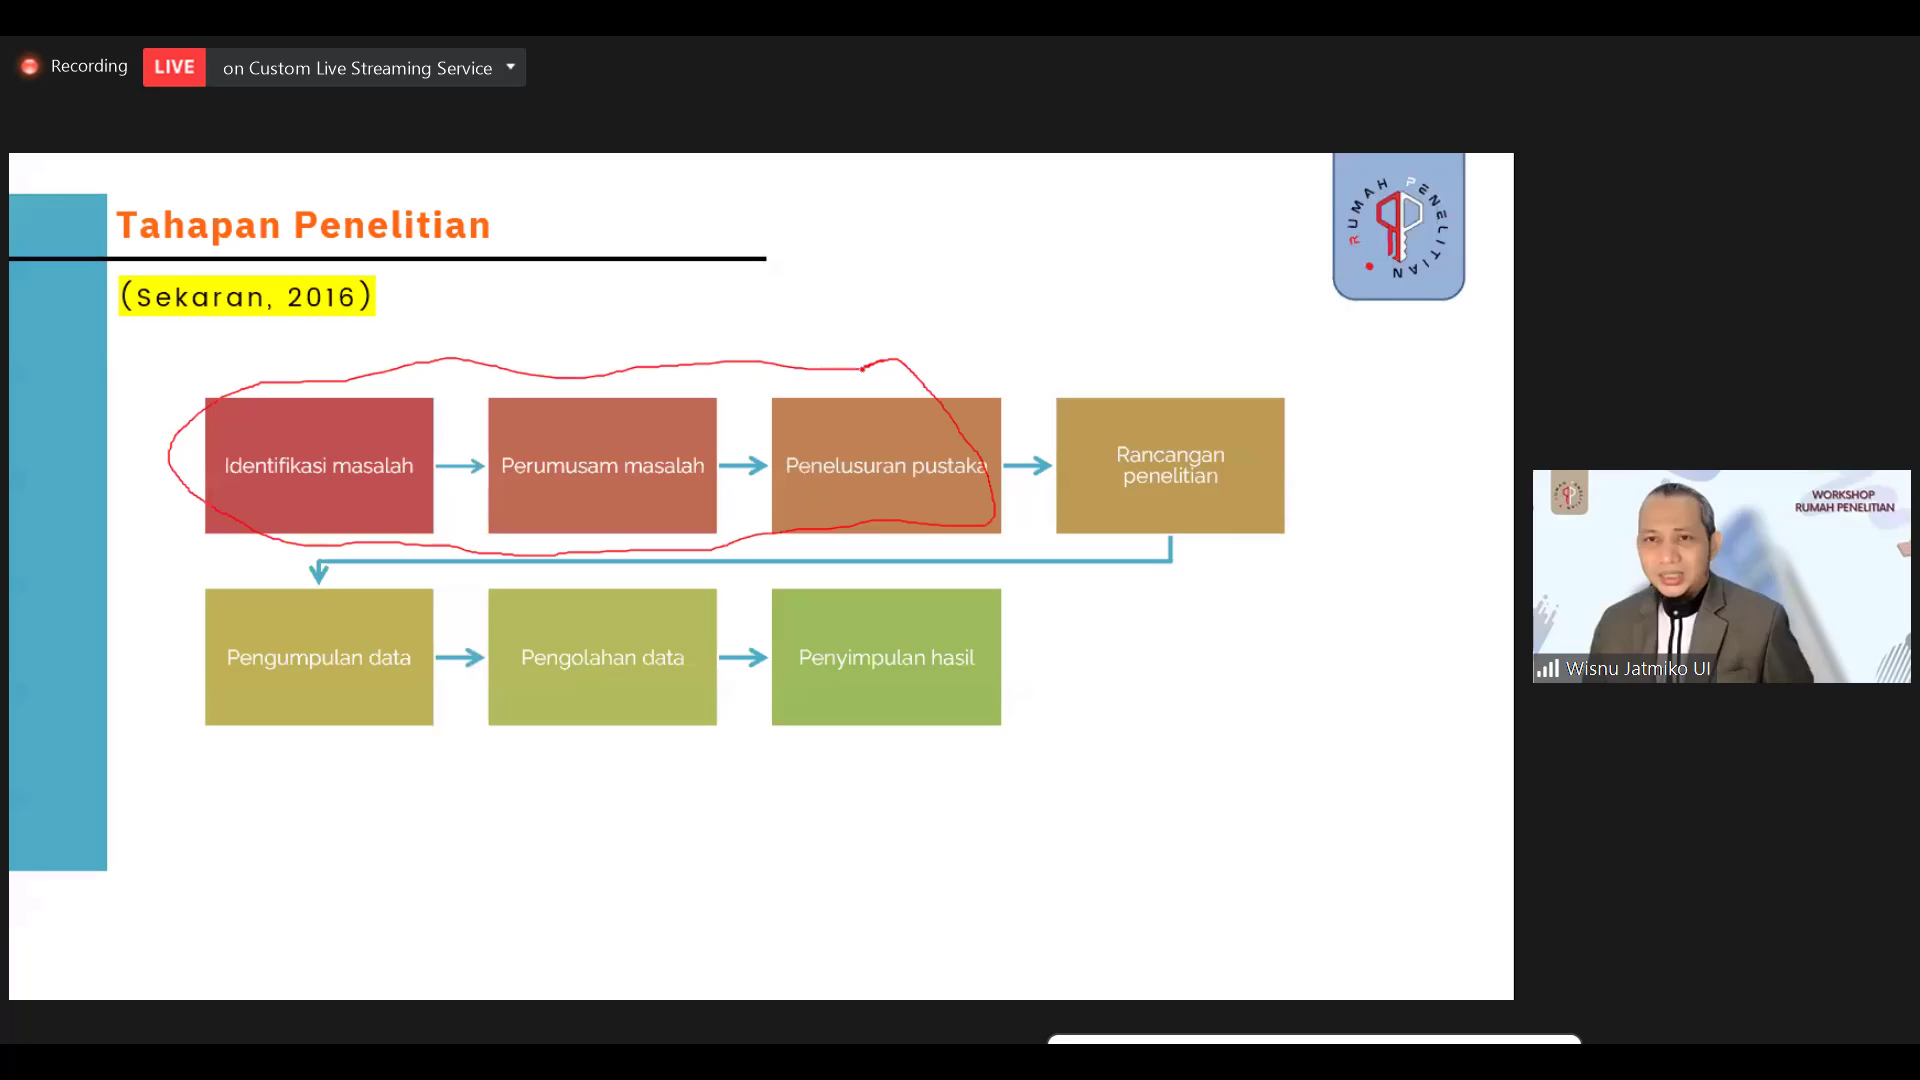 Recording
LIVE on Custom Live Streaming Service
Tahapan Penelitian
(Sekaran, 2016)
RUMAH PENELITIAN
Identifikasi masalah
Perumusam masalah
Penelusuran pustaka
Rancangan
penelitian
Pengumpulan data
Pengolahan data
Penyimpulan hasil
WORKSHOP
RUMAH PENELITIAN
Wisnu Jatmiko UI